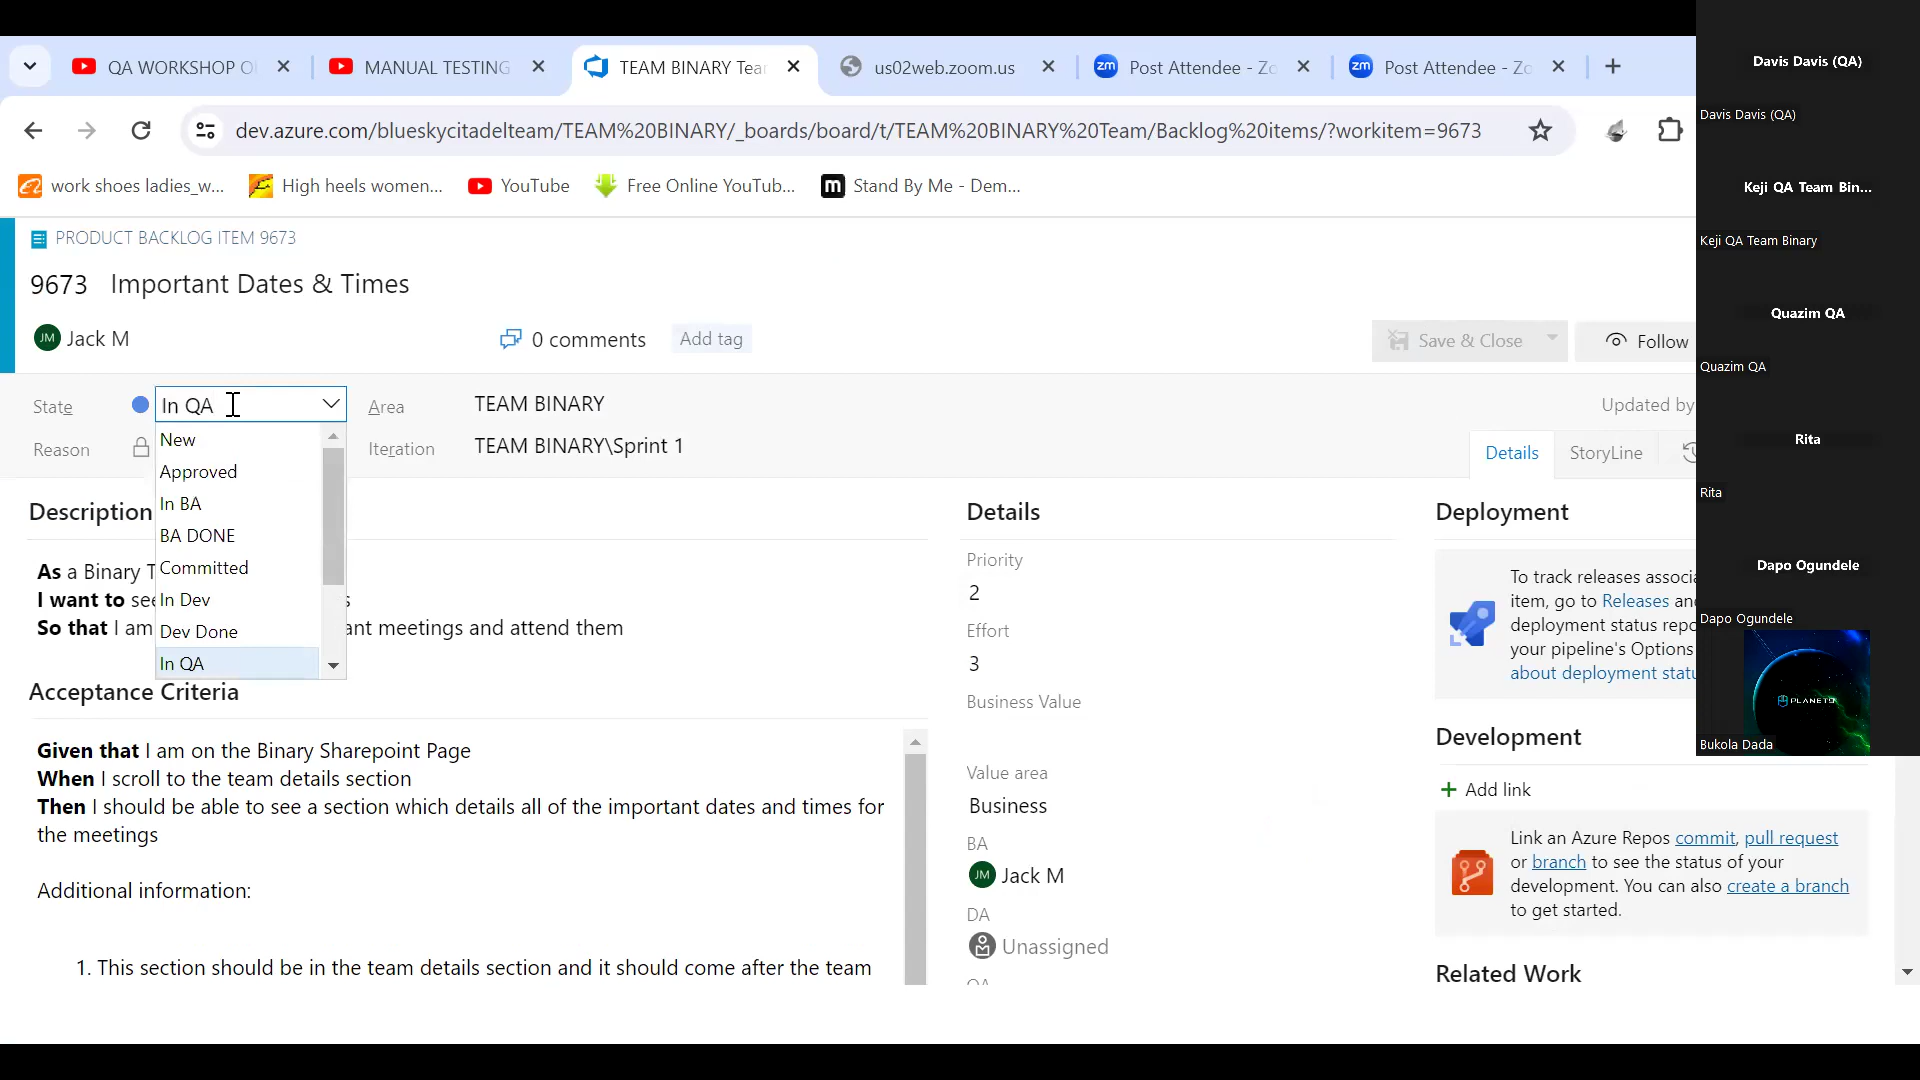 QA WORKSHOP O
MANUAL TESTING
TEAM BINARY Tea
us02web.zoom.us
Post Attendee - Zo
Post Attendee - Zo
dev.azure.com/blueskycitadelteam/TEAM%20BINARY/_boards/board/t/TEAM%20BINARY%20Team/Backlog%20items/?workitem=9673
work shoes ladies_w...
High heels women...
YouTube
Free Online YouTub...
Stand By Me - Dem...
PRODUCT BACKLOG ITEM 9673
9673 Important Dates & Times
JM Jack M
0 comments
Add tag
Save & Close
Follow
State
In QA
Area
TEAM BINARY
Updated by
Reason
Iteration
TEAM BINARY\Sprint 1
Details
StoryLine
New
Approved
In BA
BA DONE
Committed
In Dev
Dev Done
In QA
Description
As a Binary T
I want to see
So that I am
ant meetings and attend them
Acceptance Criteria
Given that I am on the Binary Sharepoint Page
When I scroll to the team details section
Then I should be able to see a section which details all of the important dates and times for
the meetings
Additional information:
1. This section should be in the team details section and it should come after the team
Details
Priority
2
Effort
3
Business Value
Value area
Business
BA
JM Jack M
DA
Unassigned
Deployment
To track releases associa
item, go to Releases an
deployment status repo
your pipeline's Options
about deployment statu
Development
Add link
Link an Azure Repos commit, pull request
or branch to see the status of your
development. You can also create a branch
to get started.
Related Work
Davis Davis (QA)
Davis Davis (QA)
Keji QA Team Bin...
Keji QA Team Binary
Quazim QA
Quazim QA
Rita
Rita
Dapo Ogundele
Dapo Ogundele
PLANETQ
Bukola Dada